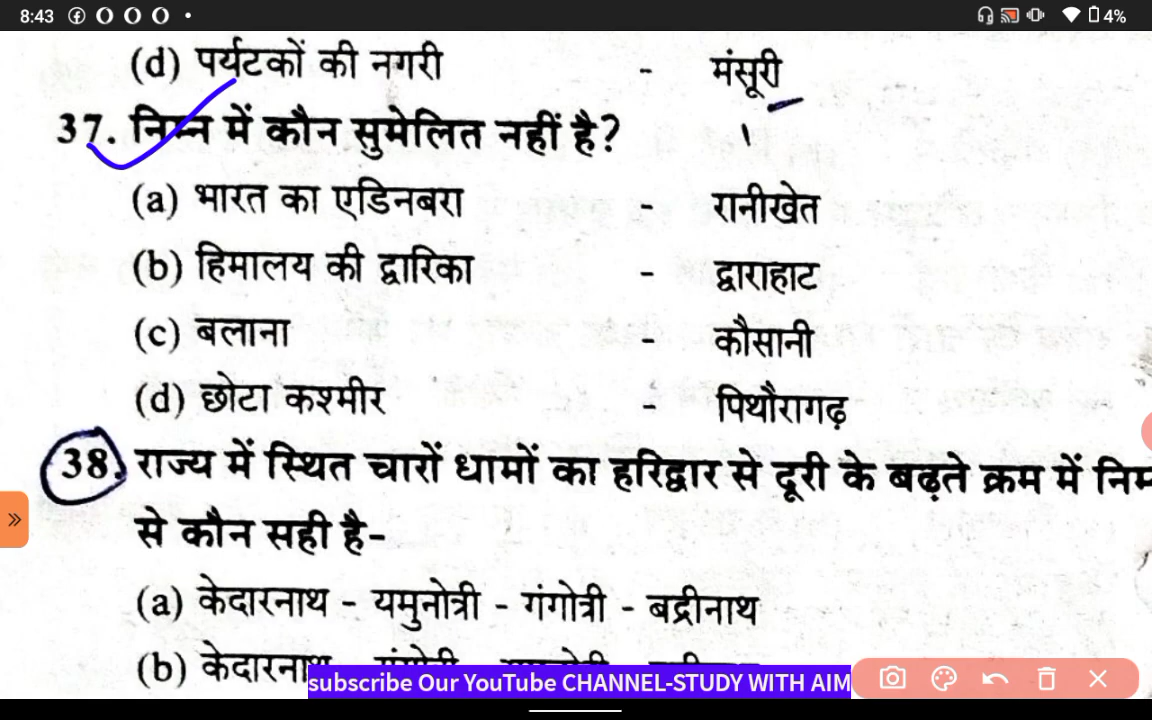 8:43 4%
(d) पर्यटकों की नगरी - मंसूरी
37. निम्न में कौन सुमेलित नहीं है?
(a) भारत का एडिनबरा - रानीखेत
(b) हिमालय की द्वारिका - द्वाराहाट
(c) बलाना - कौसानी
(d) छोटा कश्मीर - पिथौरागढ़
38. राज्य में स्थित चारों धामों का हरिद्वार से दूरी के बढ़ते क्रम में
से कौन सही है-
(a) केदारनाथ - यमुनोत्री - गंगोत्री - बद्रीनाथ
(b)
subscribe Our YouTube CHANNEL-STUDY WITH AIM